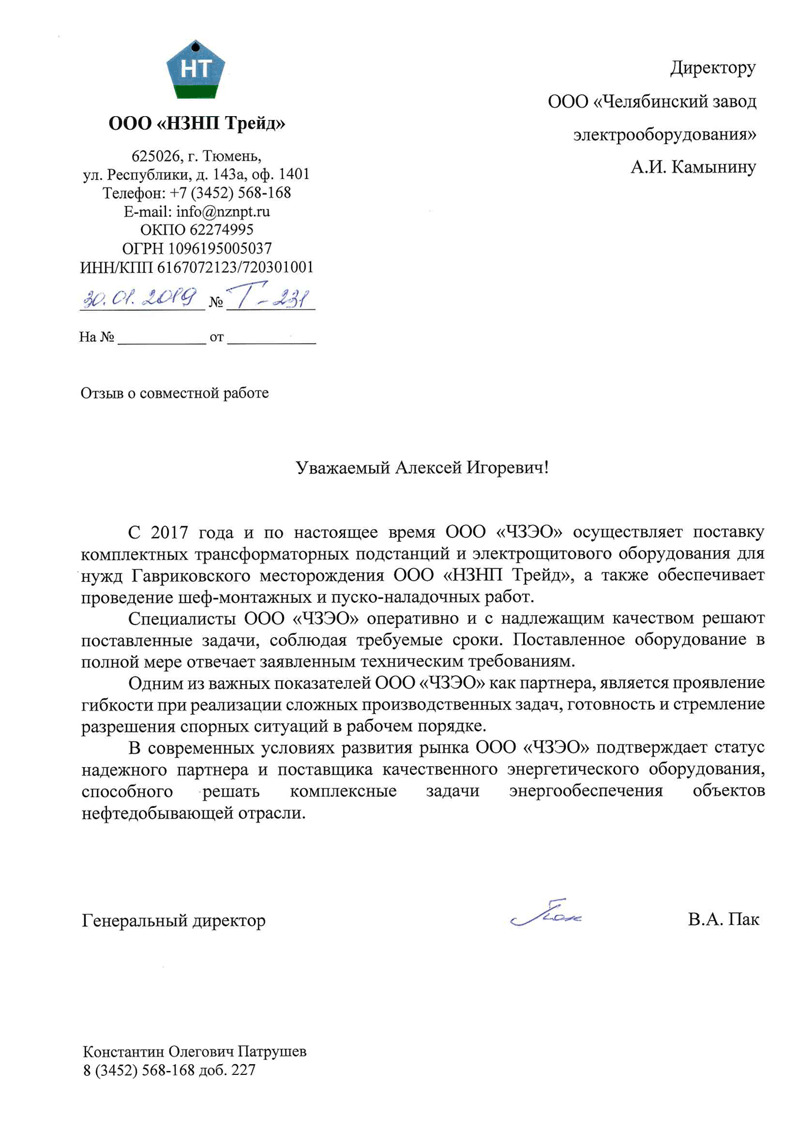 НТ
ООО «НЗНП Трейд»
625026, г. Тюмень,
ул. Республики, д. 143а, оф. 1401
Телефон: +7 (3452) 568-168
E-mail: info@nznpt.ru
ОКПО 62274995
ОГРН 1096195005037
ИНН/КПП 6167072123/720301001
30.01.2019 № Т-231
На № ____________ от ____________
Директору
ООО «Челябинский завод
электрооборудования»
А.И. Камынину
Отзыв о совместной работе
Уважаемый Алексей Игоревич!
С 2017 года и по настоящее время ООО «ЧЗЭО» осуществляет поставку
комплектных трансформаторных подстанций и электрощитового оборудования для
нужд Гавриковского месторождения ООО «НЗНП Трейд», а также обеспечивает
проведение шеф-монтажных и пуско-наладочных работ.
Специалисты ООО «ЧЗЭО» оперативно и с надлежащим качеством решают
поставленные задачи, соблюдая требуемые сроки. Поставленное оборудование в
полной мере отвечает заявленным техническим требованиям.
Одним из важных показателей ООО «ЧЗЭО» как партнера, является проявление
гибкости при реализации сложных производственных задач, готовность и стремление
разрешения спорных ситуаций в рабочем порядке.
В современных условиях развития рынка ООО «ЧЗЭО» подтверждает статус
надежного партнера и поставщика качественного энергетического оборудования,
способного решать комплексные задачи энергообеспечения объектов
нефтедобывающей отрасли.
Генеральный директор Пак В.А. Пак
Константин Олегович Патрушев
8 (3452) 568-168 доб. 227